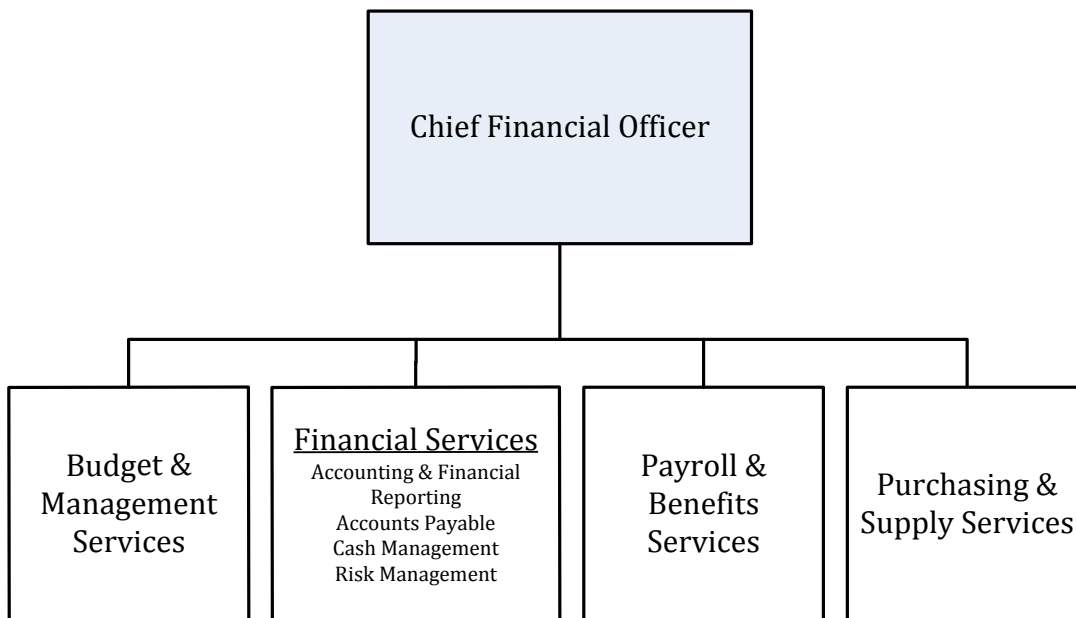 Chief Financial Officer
Budget &
Management
Services
Financial Services
Accounting & Financial
Reporting
Accounts Payable
Cash Management
Risk Management
Payroll &
Benefits
Services
Purchasing &
Supply Services